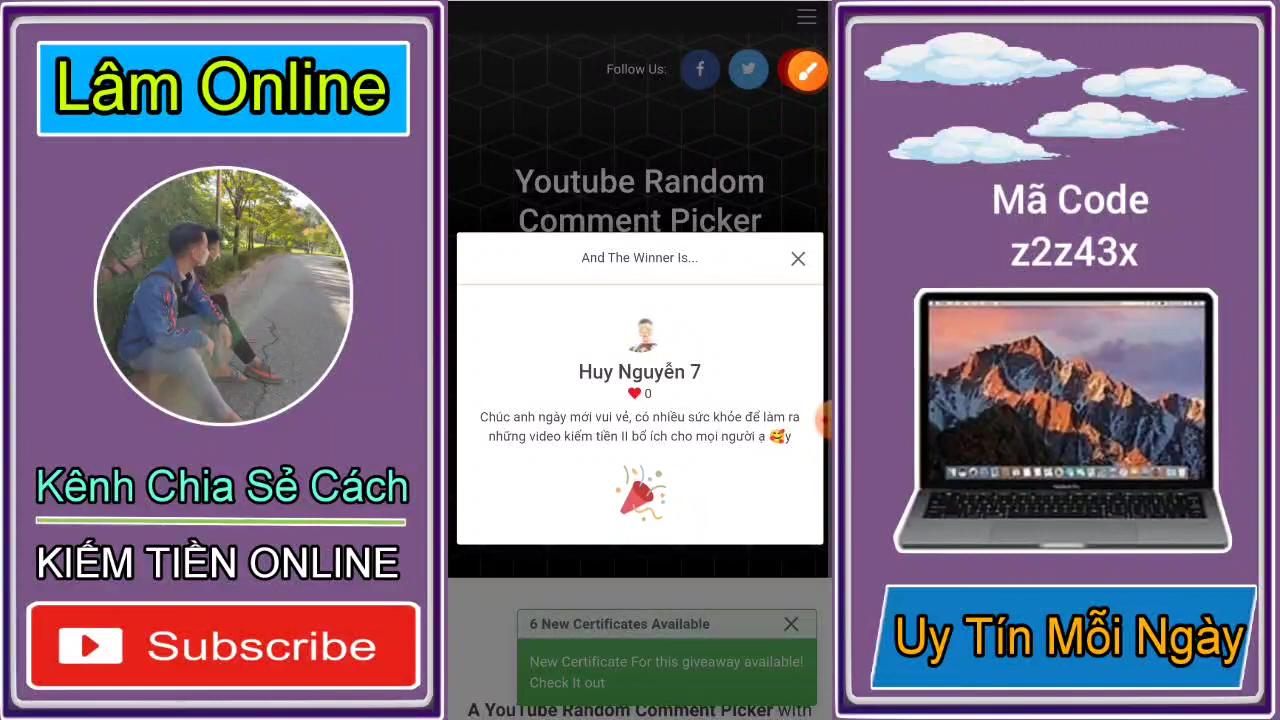 Lâm Online
Kênh Chia Sẻ Cách
KIẾM TIỀN ONLINE
Subscribe
Follow Us:
Youtube Random
Comment Picker
And The Winner Is...
Huy Nguyễn 7
0
Chúc anh ngày mới vui vẻ, có nhiều sức khỏe để làm ra
những video kiếm tiền II bổ ích cho mọi người ạ 🥰y
6 New Certificates Available
New Certificate For this giveaway available!
Check It out
A YouTube Random Comment Picker with
Mã Code
z2z43x
Uy Tín Mỗi Ngày